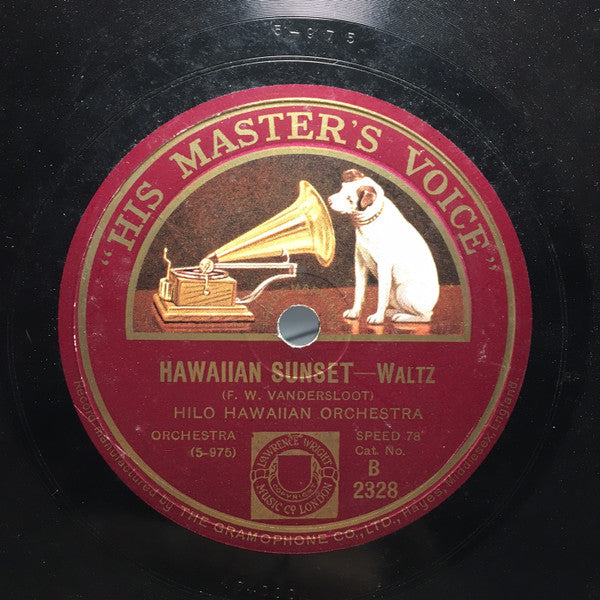 5-975
"HIS MASTER'S VOICE"
HAWAIIAN SUNSET—WALTZ
(F. W. VANDERSLOOT)
HILO HAWAIIAN ORCHESTRA
ORCHESTRA
(5-975)
LAWRENCE WRIGHT
MUSIC CO LONDON
SPEED 78
Cat. No.
B
2328
Record manufactured by THE GRAMOPHONE CO., LTD., Hayes, Middlesex, England.